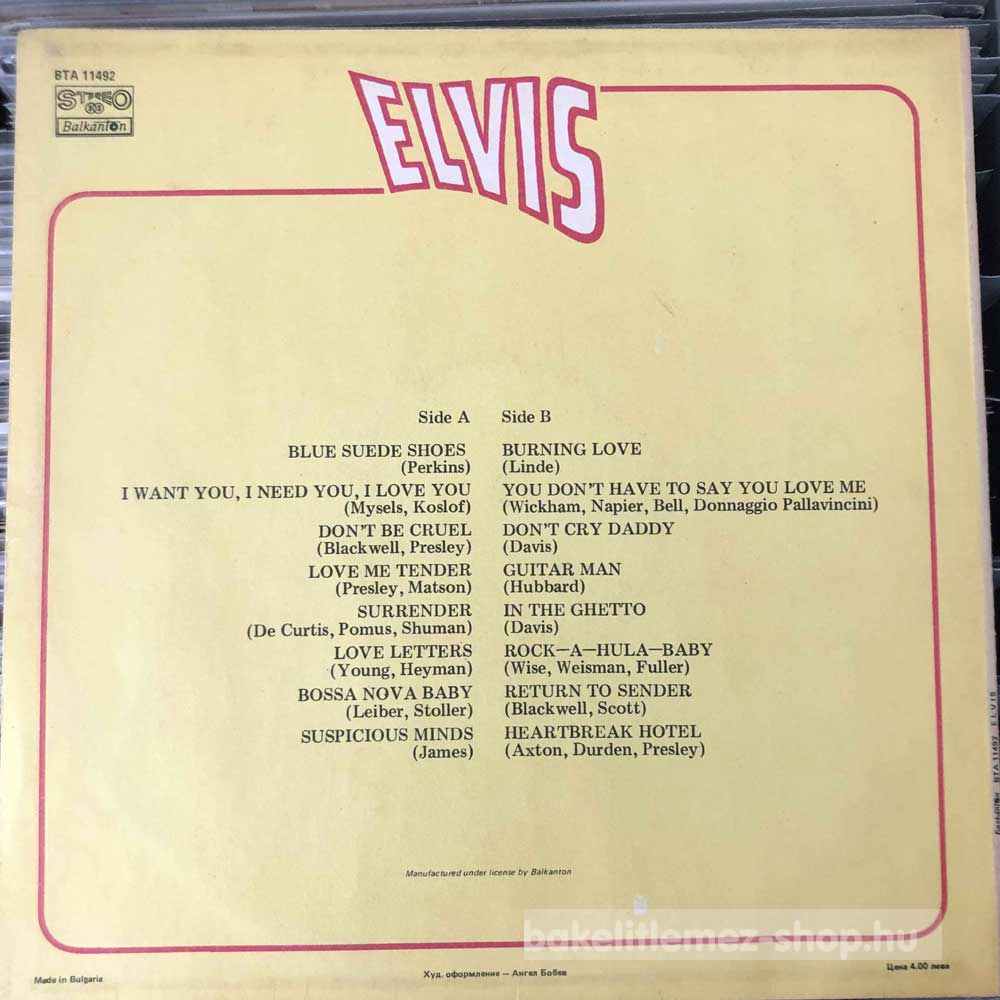 BTA 11492
STEREO
Balkanton
ELVIS
Side A
BLUE SUEDE SHOES
(Perkins)
I WANT YOU, I NEED YOU, I LOVE YOU
(Mysels, Koslof)
DON'T BE CRUEL
(Blackwell, Presley)
LOVE ME TENDER
(Presley, Matson)
SURRENDER
(De Curtis, Pomus, Shuman)
LOVE LETTERS
(Young, Heyman)
BOSSA NOVA BABY
(Leiber, Stoller)
SUSPICIOUS MINDS
(James)
Side B
BURNING LOVE
(Linde)
YOU DON'T HAVE TO SAY YOU LOVE ME
(Wickham, Napier, Bell, Donnaggio Pallavincini)
DON'T CRY DADDY
(Davis)
GUITAR MAN
(Hubbard)
IN THE GHETTO
(Davis)
ROCK—A—HULA—BABY
(Wise, Weisman, Fuller)
RETURN TO SENDER
(Blackwell, Scott)
HEARTBREAK HOTEL
(Axton, Durden, Presley)
Manufactured under license by Balkanton
bakelitlemez-shop.hu
Made in Bulgaria
Худ. оформление — Ангел Бобев
Цена 4.00 лева
BTA 11492 ELVIS